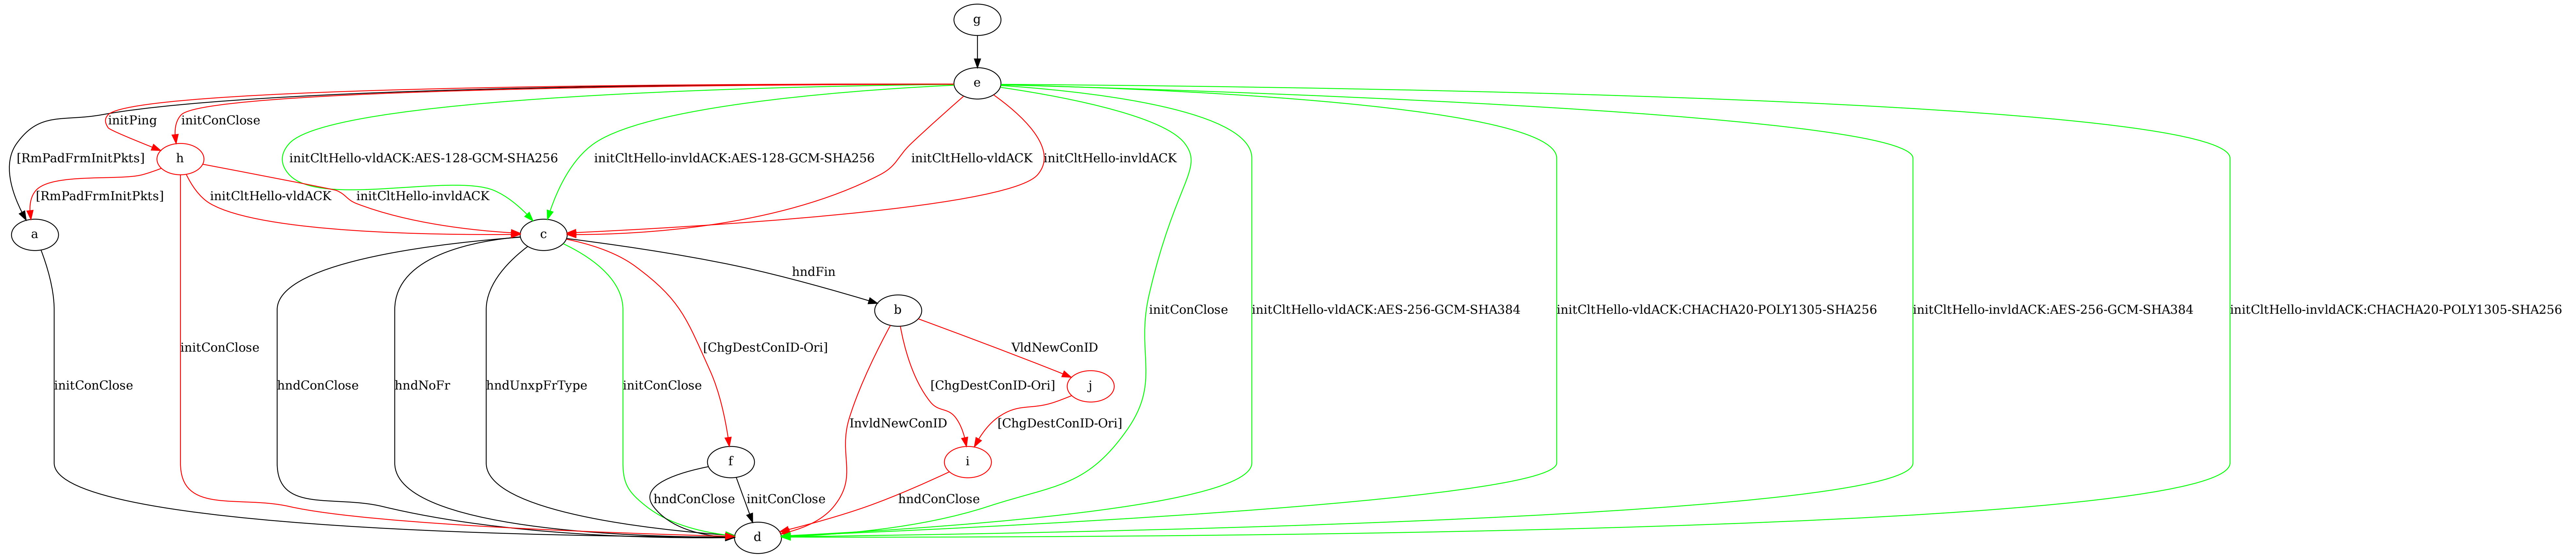 g
e
initPing
initConClose
[RmPadFrmInitPkts]
h
initCltHello-vldACK:AES-128-GCM-SHA256
initCltHello-invldACK:AES-128-GCM-SHA256
initCltHello-vldACK
initCltHello-invldACK
[RmPadFrmInitPkts]
initCltHello-vldACK
initCltHello-invldACK
a
c
hndFin
b
initConClose
initCltHello-vldACK:AES-256-GCM-SHA384
initCltHello-vldACK:CHACHA20-POLY1305-SHA256
initCltHello-invldACK:AES-256-GCM-SHA384
initCltHello-invldACK:CHACHA20-POLY1305-SHA256
initConClose
[ChgDestConID-Ori]
VldNewConID
initConClose
hndConClose
hndNoFr
hndUnxpFrType
initConClose
[ChgDestConID-Ori]
j
InvldNewConID
[ChgDestConID-Ori]
f
i
hndConClose
initConClose
hndConClose
d